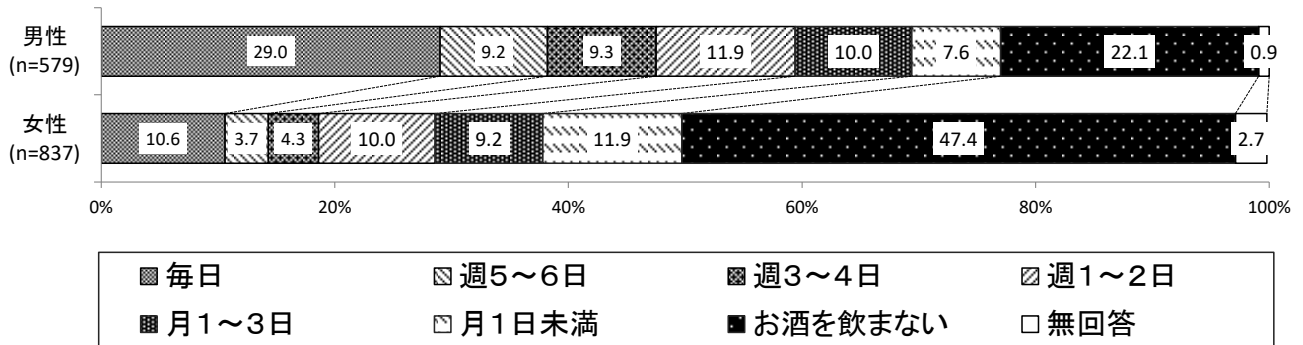 男性
(n=579)
29.0 9.2 9.3 11.9 10.0 7.6 22.1 0.9
女性
(n=837)
10.6 3.7 4.3 10.0 9.2 11.9 47.4 2.7
0% 20% 40% 60% 80% 100%
毎日 週5～6日 週3～4日 週1～2日
月1～3日 月1日未満 お酒を飲まない 無回答